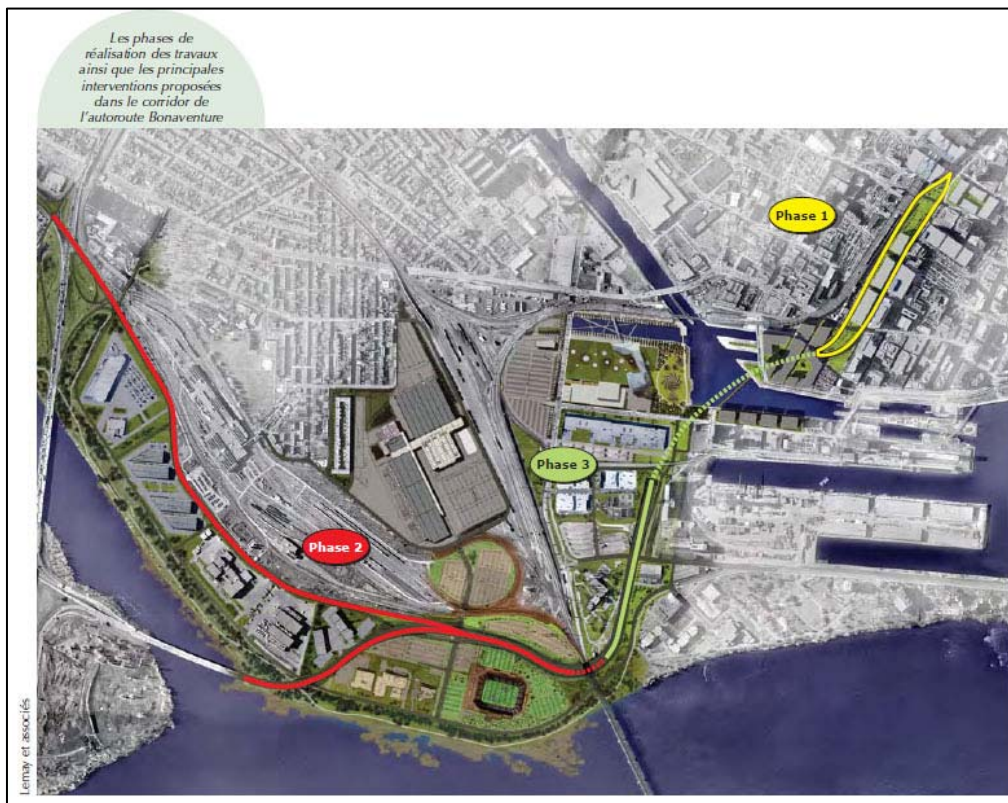 Les phases de
réalisation des travaux
ainsi que les principales
interventions proposées
dans le corridor de
l'autoroute Bonaventure
Phase 1
Phase 3
Phase 2
Lemay et associés